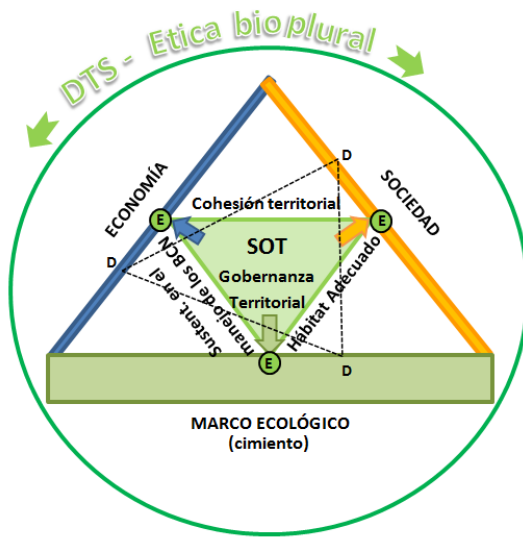 DTS - Etica bioplural
ECONOMÍA
SOCIEDAD
D
Cohesión territorial
E
E
SOT
Gobernanza
Territorial
D
Sustent. en el
manejo de los BCN
Hábitat Adecuado
E
D
MARCO ECOLÓGICO
(cimiento)